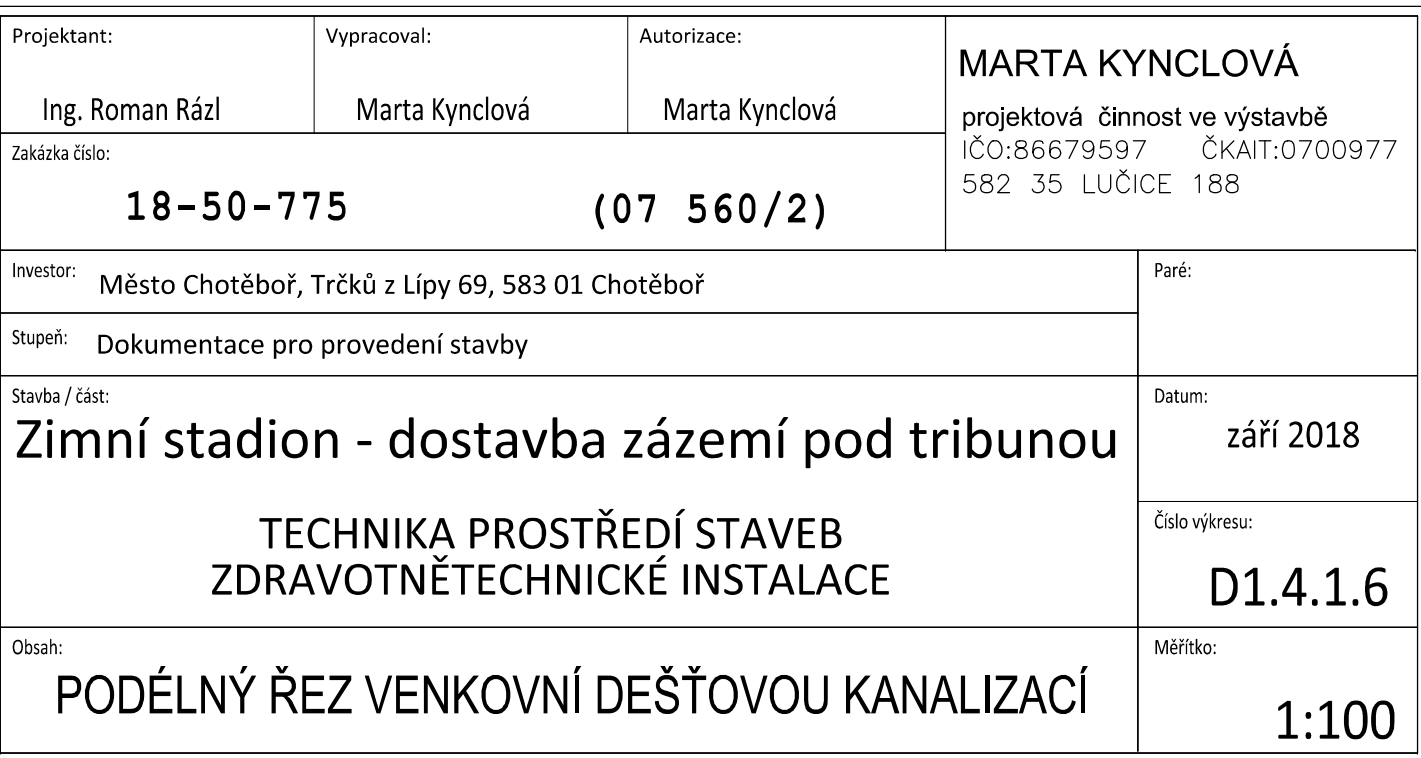 Projektant:
Ing. Roman Rázl
Vypracoval:
Marta Kynclová
Autorizace:
Marta Kynclová
MARTA KYNCLOVÁ
projektová činnost ve výstavbě
IČO:86679597 ČKAIT:0700977
582 35 LUČICE 188
Zakázka číslo:
18-50-775 (07 560/2)
Investor: Město Chotěboř, Trčků z Lípy 69, 583 01 Chotěboř
Paré:
Stupeň: Dokumentace pro provedení stavby
Stavba / část:
Zimní stadion - dostavba zázemí pod tribunou
TECHNIKA PROSTŘEDÍ STAVEB
ZDRAVOTNĚTECHNICKÉ INSTALACE
Datum:
září 2018
Číslo výkresu:
D1.4.1.6
Obsah:
PODÉLNÝ ŘEZ VENKOVNÍ DEŠŤOVOU KANALIZACÍ
Měřítko:
1:100